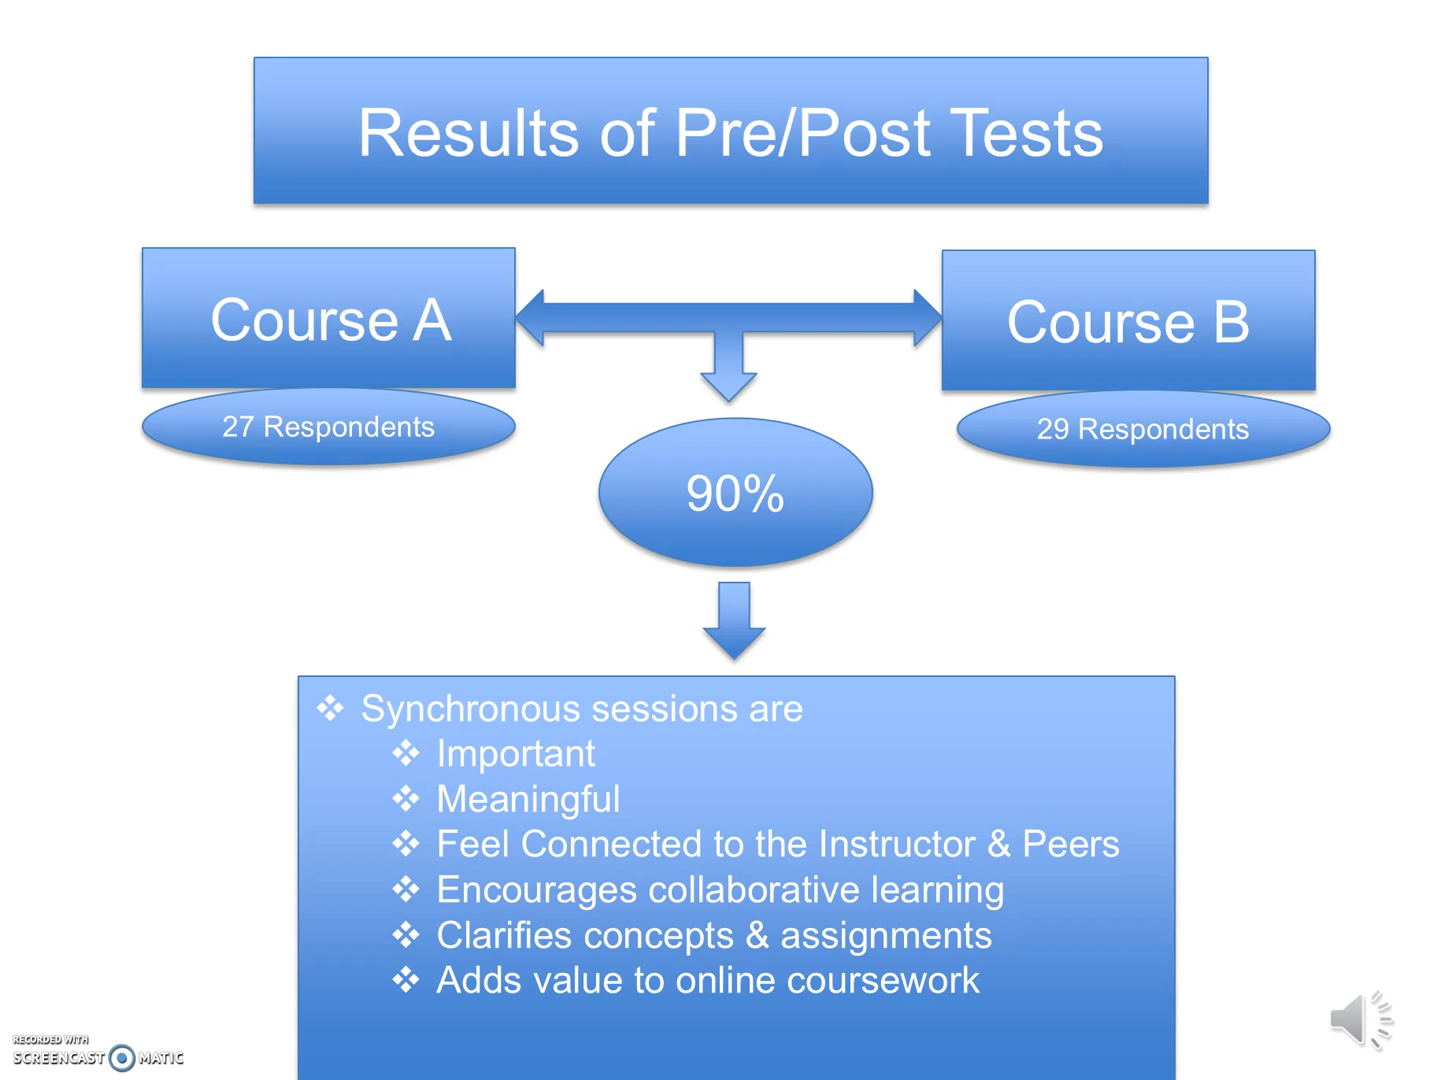 Results of Pre/Post Tests
Course A
Course B
27 Respondents
29 Respondents
90%
❖ Synchronous sessions are
❖ Important
❖ Meaningful
❖ Feel Connected to the Instructor & Peers
❖ Encourages collaborative learning
❖ Clarifies concepts & assignments
❖ Adds value to online coursework
RECORDED WITH
SCREENCAST MATIC